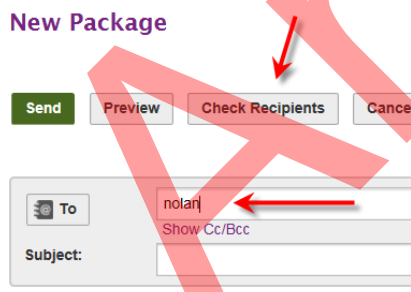 New Package
Send Preview Check Recipients Cance
To nolan
Show Cc/Bcc
Subject: